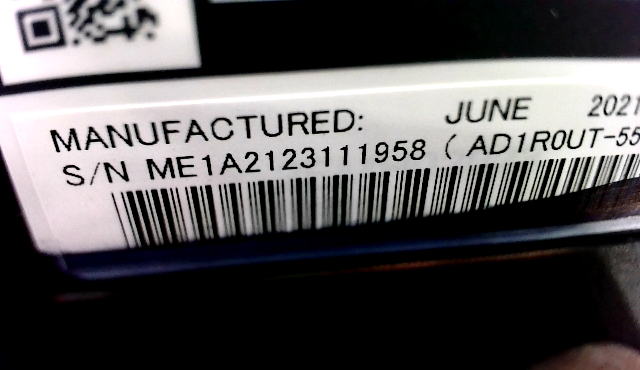 MANUFACTURED: JUNE 2021
S/N ME1A2123111958 ( AD1R0UT-55